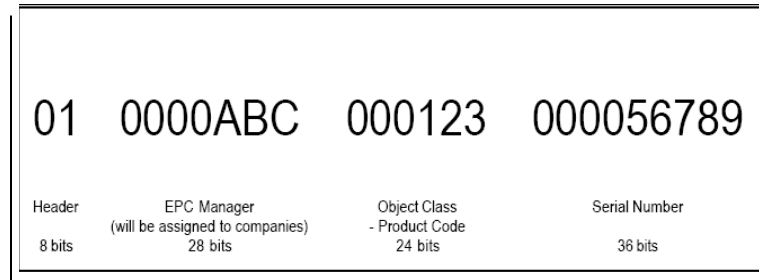 01 0000ABC 000123 000056789
Header EPC Manager Object Class Serial Number
(will be assigned to companies) - Product Code
8 bits 28 bits 24 bits 36 bits